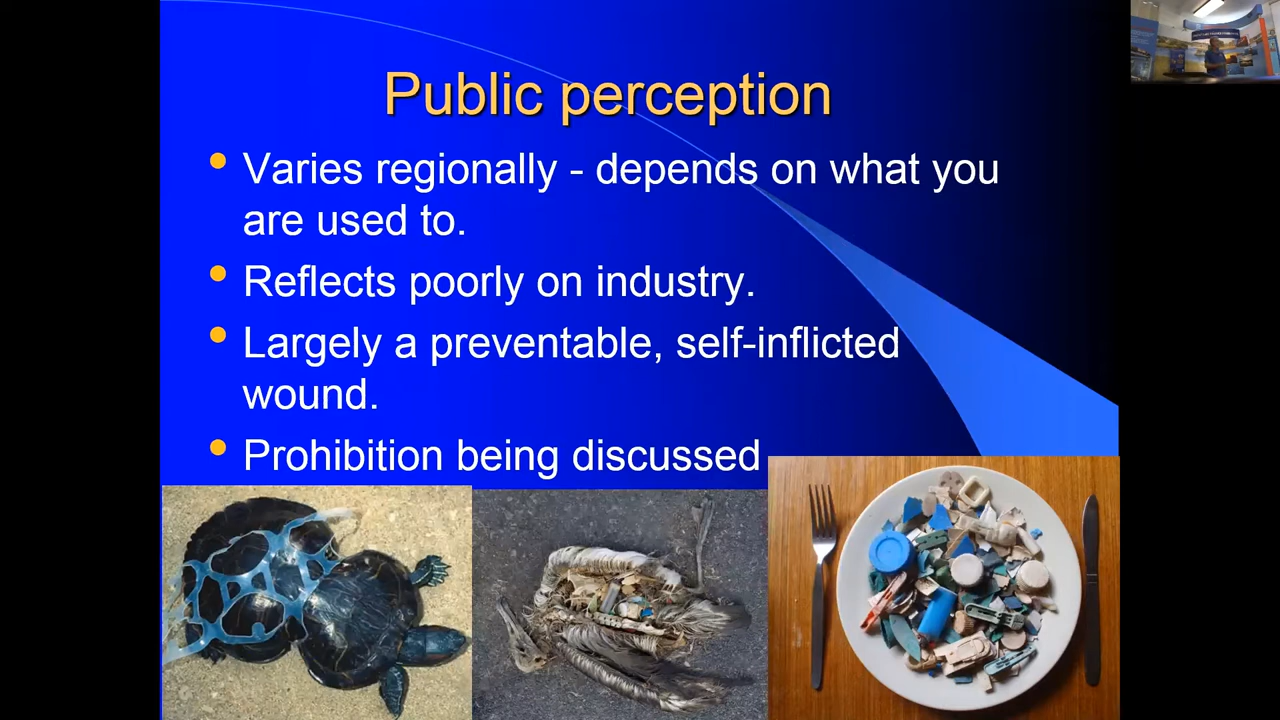 Public perception
Varies regionally - depends on what you
are used to.
Reflects poorly on industry.
Largely a preventable, self-inflicted
wound.
Prohibition being discussed